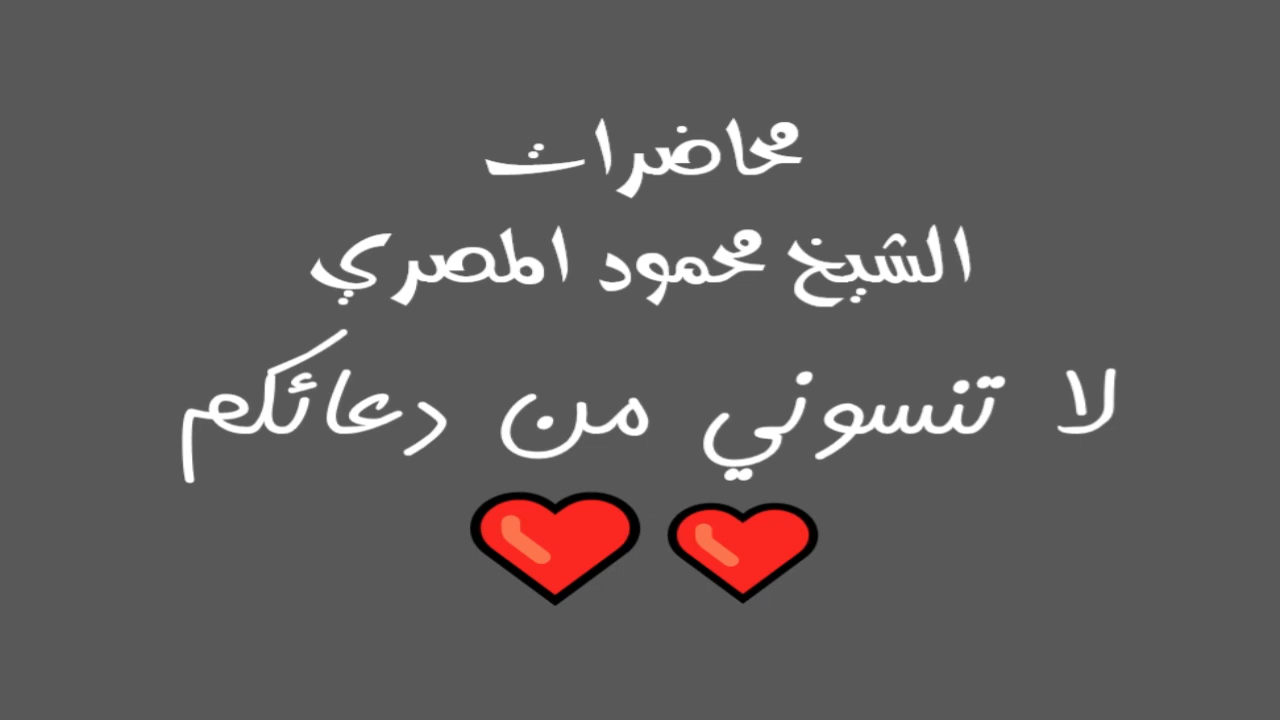 محاضرات
الشيخ محمود المصري
لا تنسوني من دعائكم